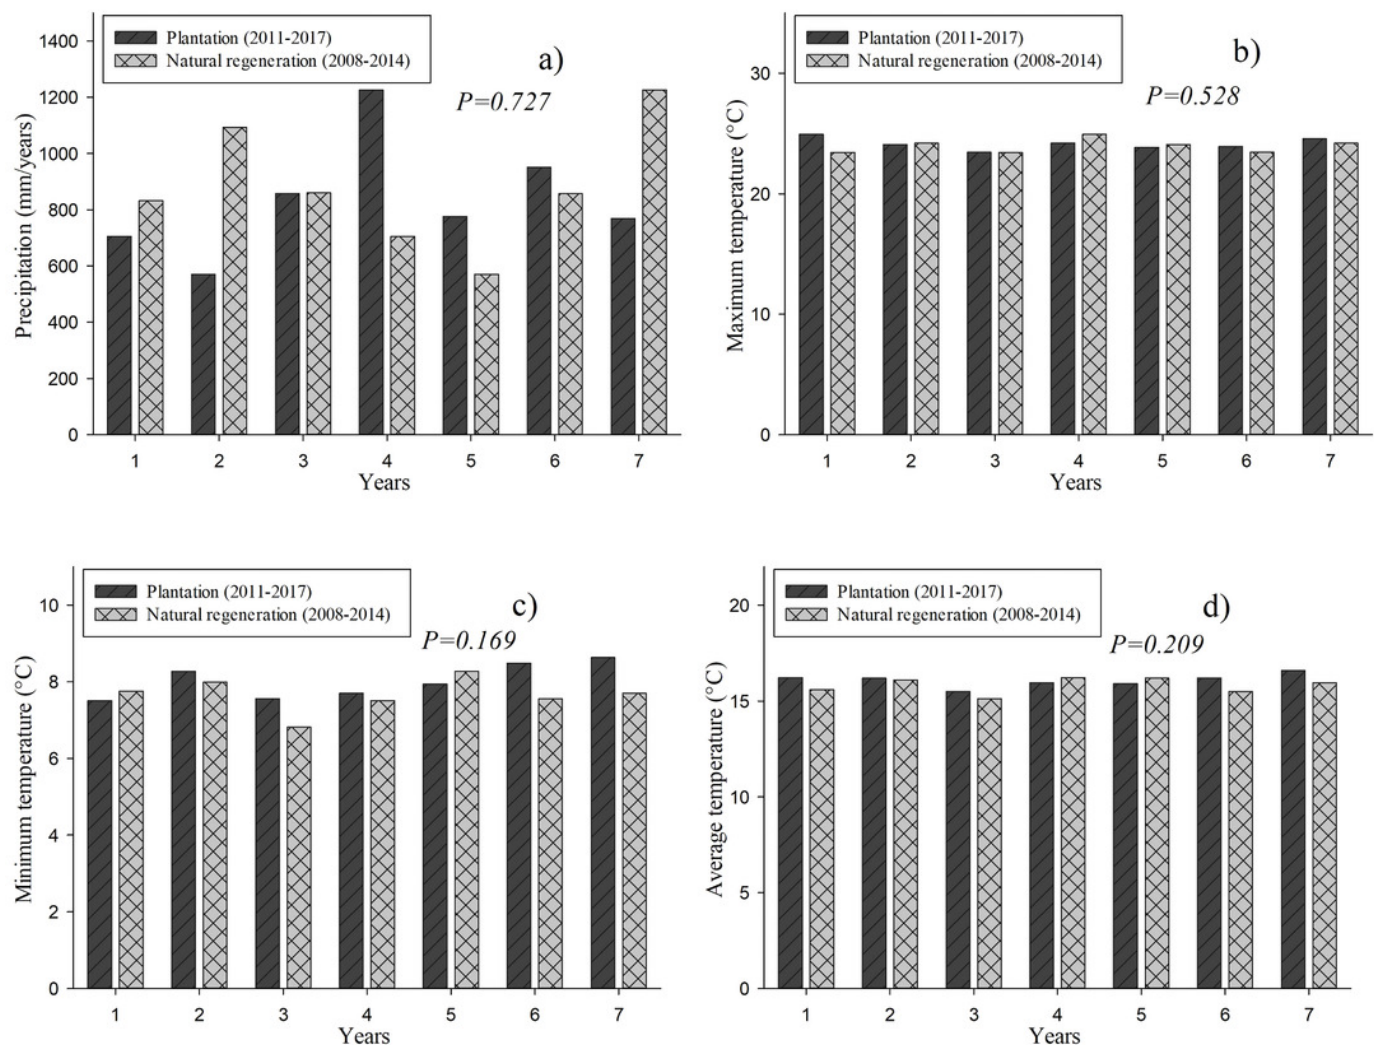 Plantation (2011-2017)
Natural regeneration (2008-2014)
a)
P=0.727
Precipitation (mm/years)
1400
1200
1000
800
600
400
200
0
1 2 3 4 5 6 7
Years
Plantation (2011-2017)
Natural regeneration (2008-2014)
b)
P=0.528
Maximum temperature (°C)
30
20
10
0
1 2 3 4 5 6 7
Years
Plantation (2011-2017)
Natural regeneration (2008-2014)
c)
P=0.169
Minimum temperature (°C)
10
8
6
4
2
0
1 2 3 4 5 6 7
Years
Plantation (2011-2017)
Natural regeneration (2008-2014)
d)
P=0.209
Average temperature (°C)
20
15
10
5
0
1 2 3 4 5 6 7
Years